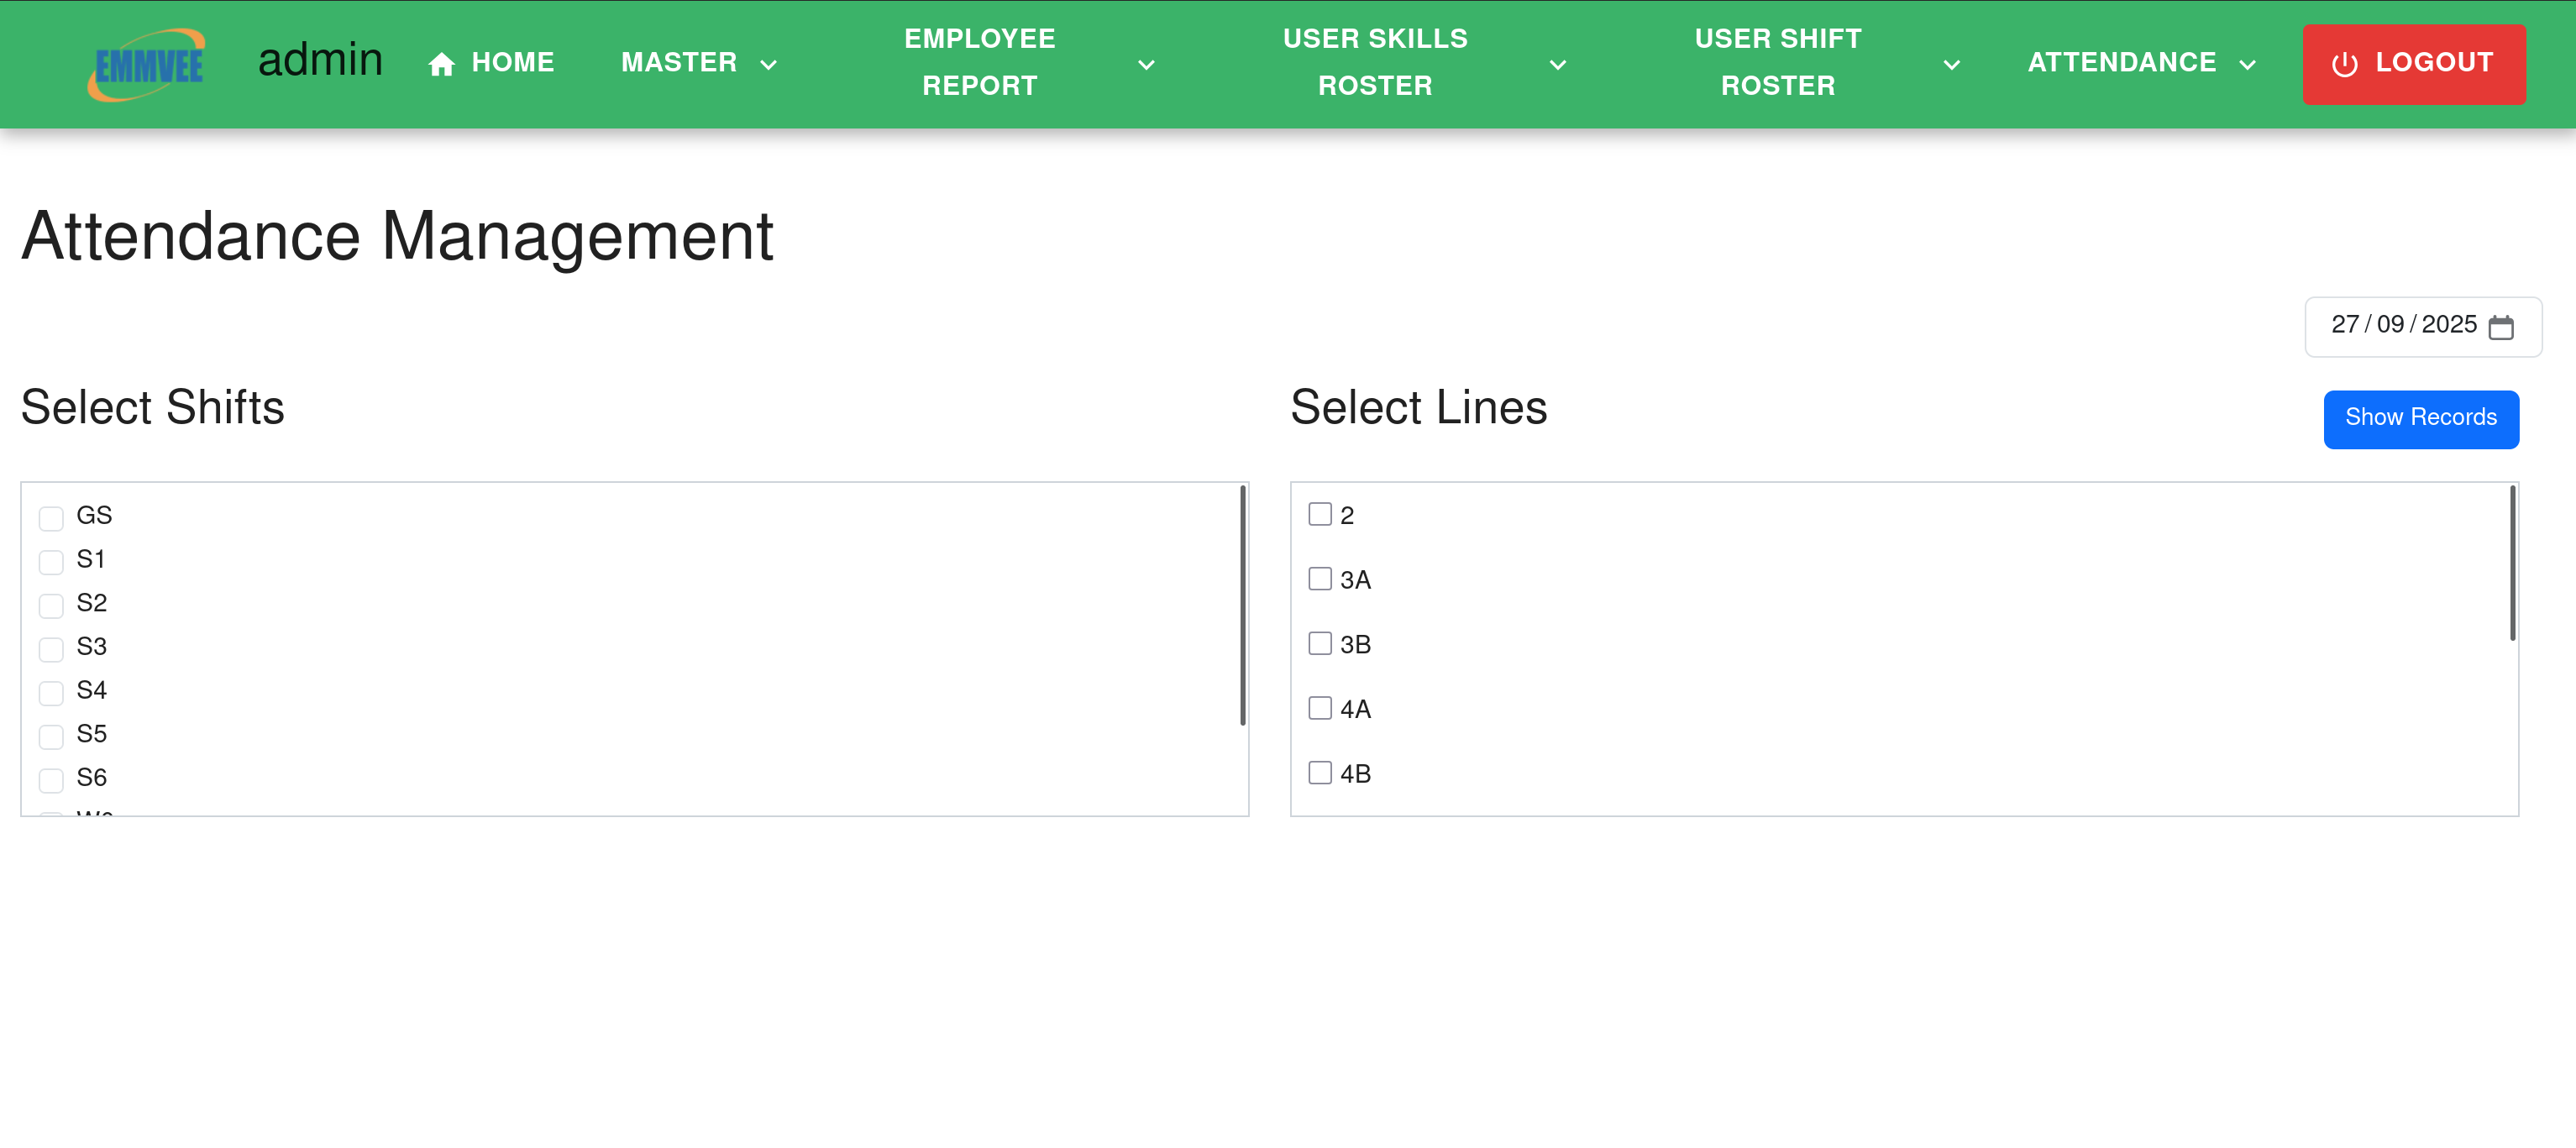 EMMVEE
admin
HOME
MASTER
EMPLOYEE
REPORT
USER SKILLS
ROSTER
USER SHIFT
ROSTER
ATTENDANCE
LOGOUT
Attendance Management
27/09/2025
Select Shifts
Select Lines
Show Records
GS
S1
S2
S3
S4
S5
S6
2
3A
3B
4A
4B